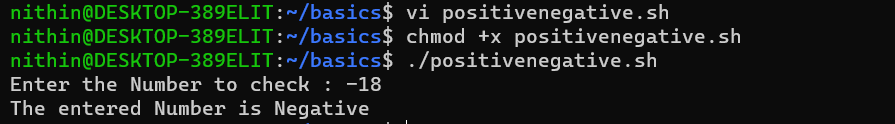 nithin@DESKTOP-389ELIT:~/basics$ vi positivenegative.sh
nithin@DESKTOP-389ELIT:~/basics$ chmod +x positivenegative.sh
nithin@DESKTOP-389ELIT:~/basics$ ./positivenegative.sh
Enter the Number to check : -18
The entered Number is Negative